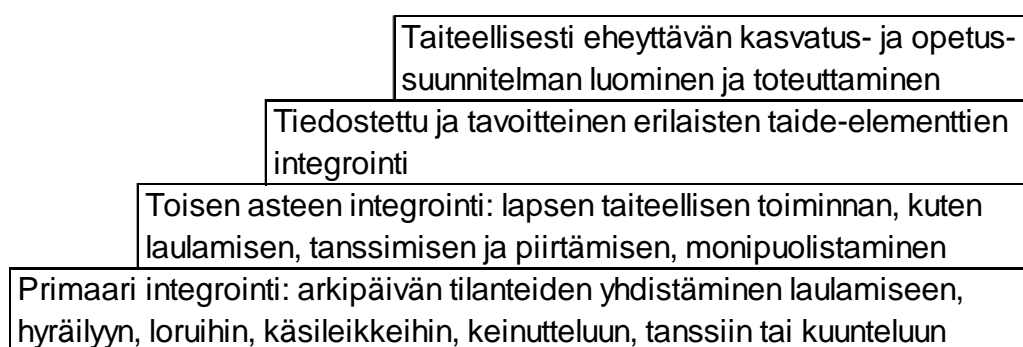 Taiteellisesti eheyttävän kasvatus- ja opetus-
suunnitelman luominen ja toteuttaminen
Tiedostettu ja tavoitteinen erilaisten taide-elementtien
integrointi
Toisen asteen integrointi: lapsen taiteellisen toiminnan, kuten
laulamisen, tanssimisen ja piirtämisen, monipuolistaminen
Primaari integrointi: arkipäivän tilanteiden yhdistäminen laulamiseen,
hyräilyyn, loruihin, käsileikkeihin, keinutteluun, tanssiin tai kuunteluun